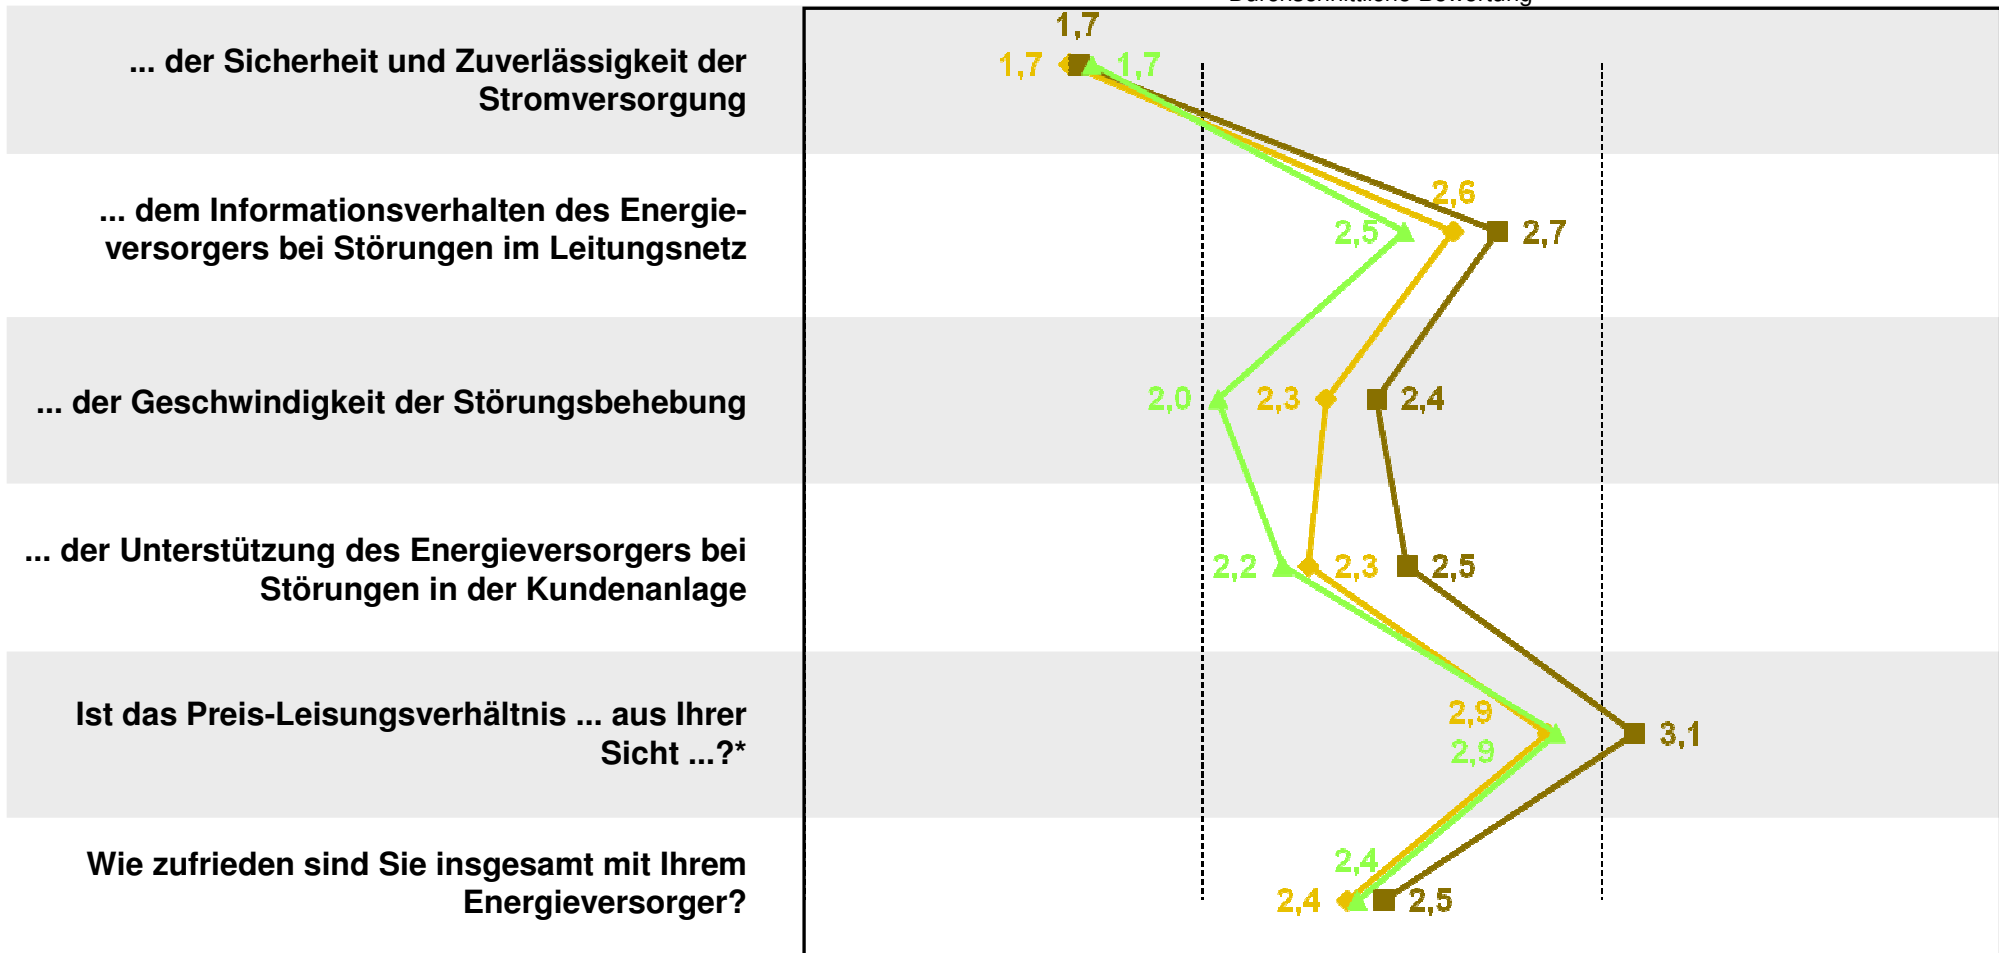 Durchschnittliche Bewertung
1,7
... der Sicherheit und Zuverlässigkeit der
Stromversorgung
1,7 1,7
2,6
... dem Informationsverhalten des Energie-
versorgers bei Störungen im Leitungsnetz
2,5 2,7
... der Geschwindigkeit der Störungsbehebung
2,0 2,3 2,4
... der Unterstützung des Energieversorgers bei
Störungen in der Kundenanlage
2,2 2,3 2,5
Ist das Preis-Leisungsverhältnis ... aus Ihrer
Sicht ...?*
2,9
2,9
3,1
Wie zufrieden sind Sie insgesamt mit Ihrem
Energieversorger?
2,4
2,4 2,5